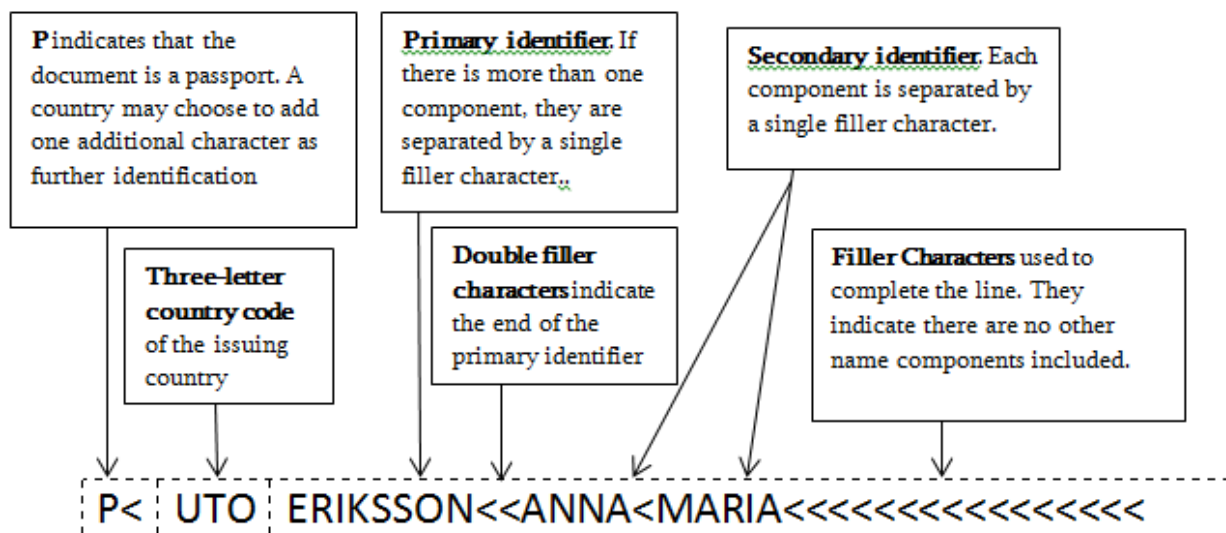 P indicates that the
document is a passport. A
country may choose to add
one additional character as
further identification
Primary identifier. If
there is more than one
component, they are
separated by a single
filler character..
Secondary identifier. Each
component is separated by
a single filler character.
Three-letter
country code
of the issuing
country
Double filler
characters indicate
the end of the
primary identifier
Filler Characters used to
complete the line. They
indicate there are no other
name components included.
P< UTO ERIKSSON<<ANNA<MARIA<<<<<<<<<<<<<<<<